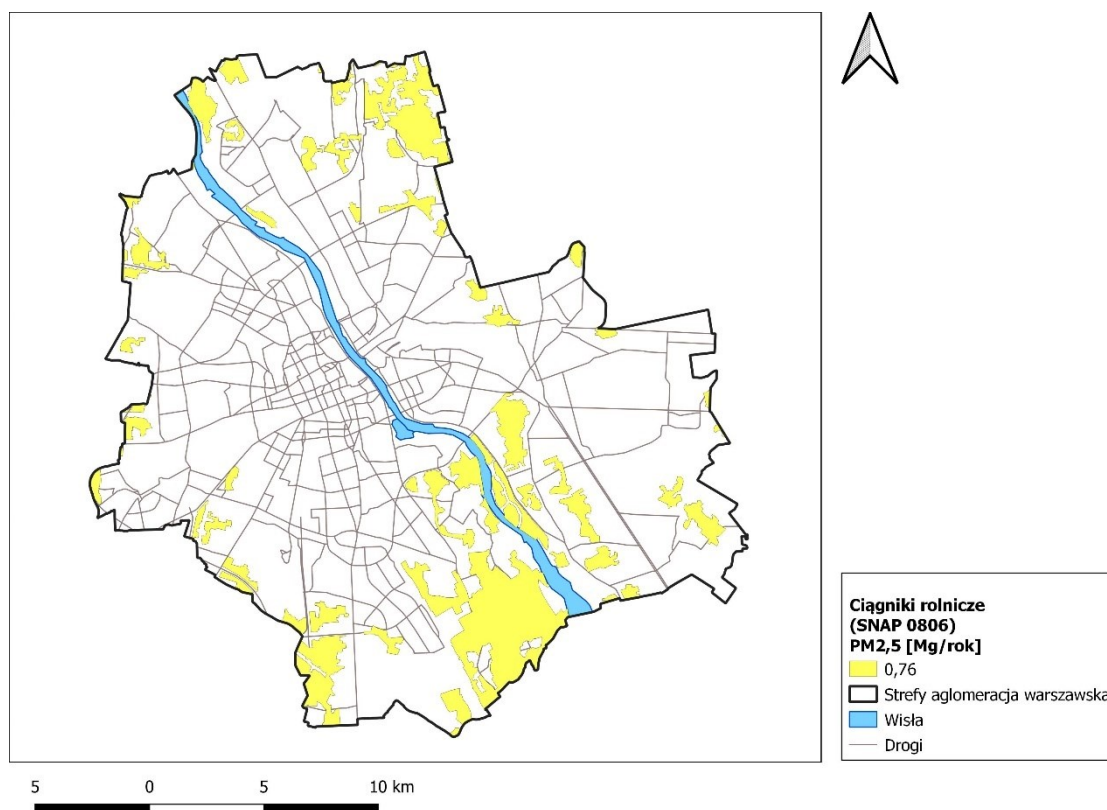 Ciągniki rolnicze
(SNAP 0806)
PM2,5 [Mg/rok]
0,76
Strefy aglomeracja warszawska
Wisła
Drogi
5 0 5 10 km